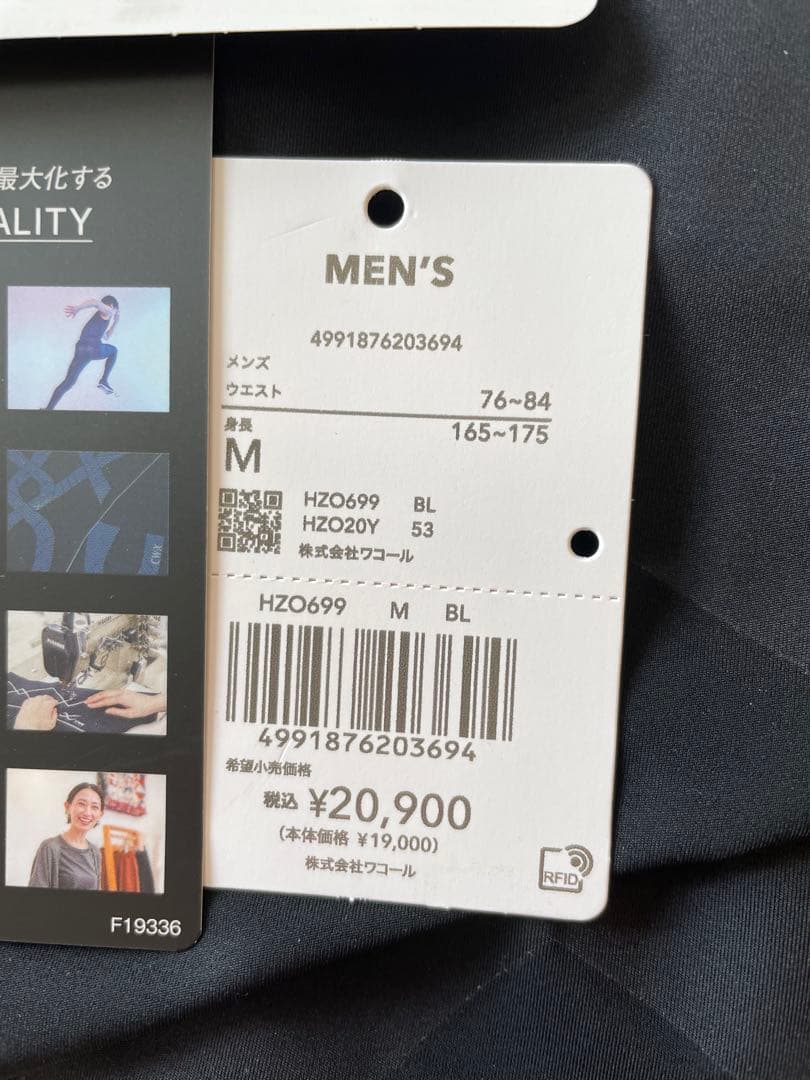 最大化する
ALITY
F19336
MEN'S
4991876203694
メンズ
ウエスト 76~84
身長 165~175
M
HZO699 BL
HZO20Y 53
株式会社ワコール
HZO699 M BL
4991876203694
希望小売価格
税込 ¥20,900
(本体価格 ¥19,000)
株式会社ワコール
RFID
CWX